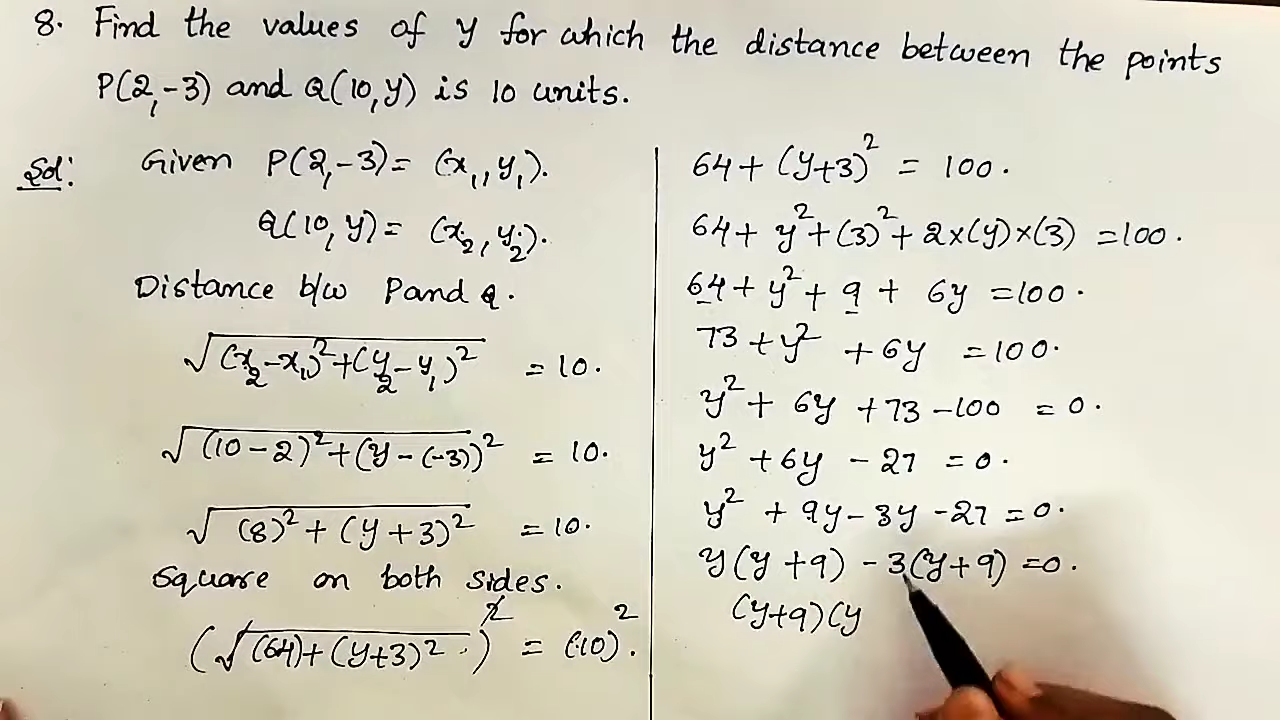 8. Find the values of y for which the distance between the points
P(2,-3) and Q(10,y) is 10 units.
Sol:
Given P(2,-3) = (x₁, y₁).
Q(10, y) = (x₂, y₂).
Distance b/w P and Q.
√(x₂-x₁)²+(y₂-y₁)² = 10.
√(10-2)²+(y-(-3))² = 10.
√(8)²+(y+3)² = 10.
Square on both sides.
(√(64)+(y+3)².)² = (10)².
64+(y+3)² = 100.
64+y²+(3)²+2×(y)×(3) = 100.
64+y²+9+6y = 100.
73+y²+6y = 100.
y²+6y+73-100 = 0.
y²+6y-27 = 0.
y²+9y-3y-27 = 0.
y(y+9)-3(y+9) = 0.
(y+9)(y